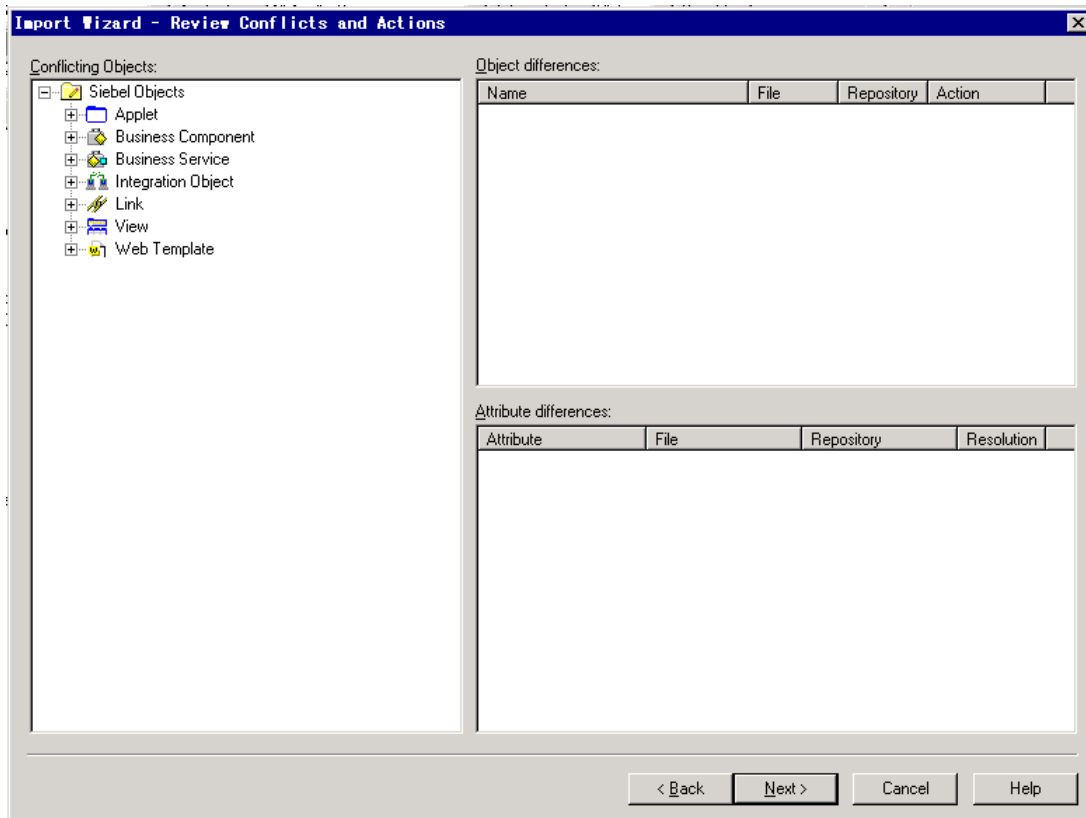 Import Wizard - Review Conflicts and Actions
Conflicting Objects:
Siebel Objects
Applet
Business Component
Business Service
Integration Object
Link
View
Web Template
Object differences:
Name File Repository Action
Attribute differences:
Attribute File Repository Resolution
< Back Next > Cancel Help